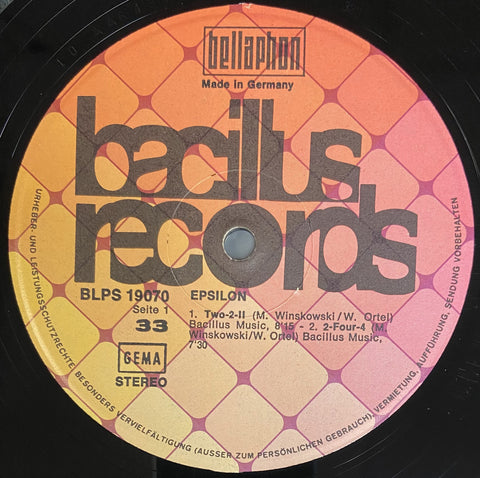 bellaphon
Made in Germany
bacillus
records
BLPS 19070
Seite 1
33
GEMA
STEREO
EPSILON
1. Two-2-II (M. Winskowski/W. Ortel)
Bacillus Music, 8'15 - 2. 2-Four-4 (M.
Winskowski/W. Ortel) Bacillus Music,
7'30
URHEBER- UND LEISTUNGSSCHUTZRECHTE BESONDERS VERVIELFÄLTIGUNG (AUSSER ZUM PERSÖNLICHEN GEBRAUCH), VERMIETUNG, AUFFÜHRUNG, SENDUNG VORBEHALTEN